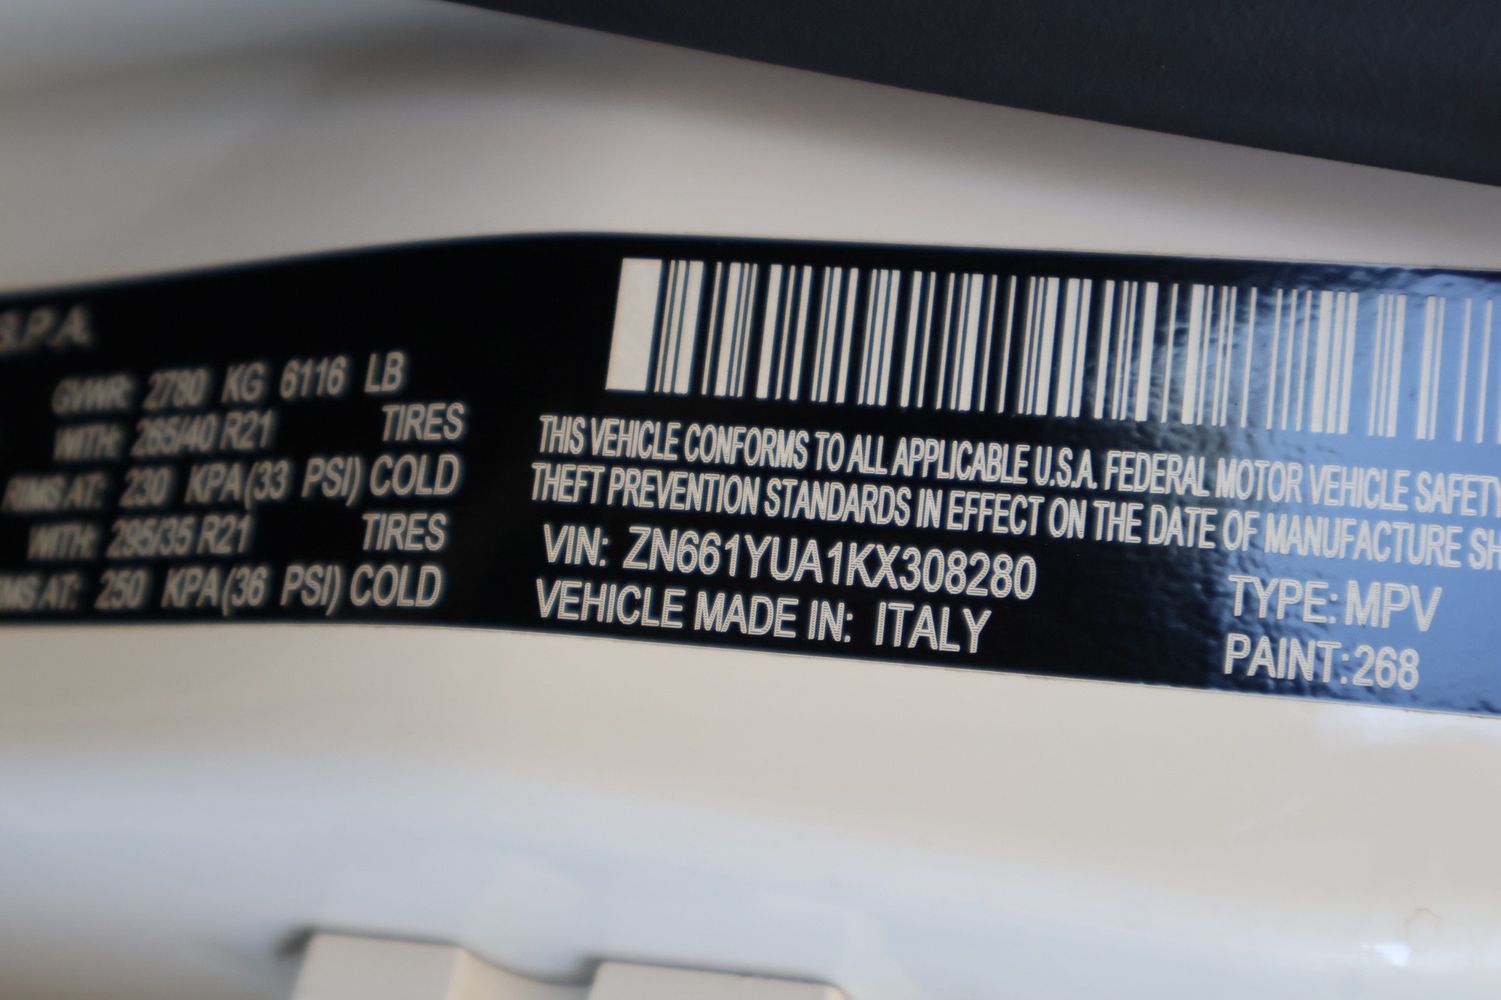 S.P.A.
GVWR: 2780 KG 6116 LB
WITH: 265/40 R21 TIRES
RIMS AT: 230 KPA(33 PSI) COLD
WITH: 295/35 R21 TIRES
RIMS AT: 250 KPA(36 PSI) COLD
THIS VEHICLE CONFORMS TO ALL APPLICABLE U.S.A. FEDERAL MOTOR VEHICLE SAFETY
THEFT PREVENTION STANDARDS IN EFFECT ON THE DATE OF MANUFACTURE SH
VIN: ZN661YUA1KX308280
TYPE: MPV
VEHICLE MADE IN: ITALY
PAINT: 268